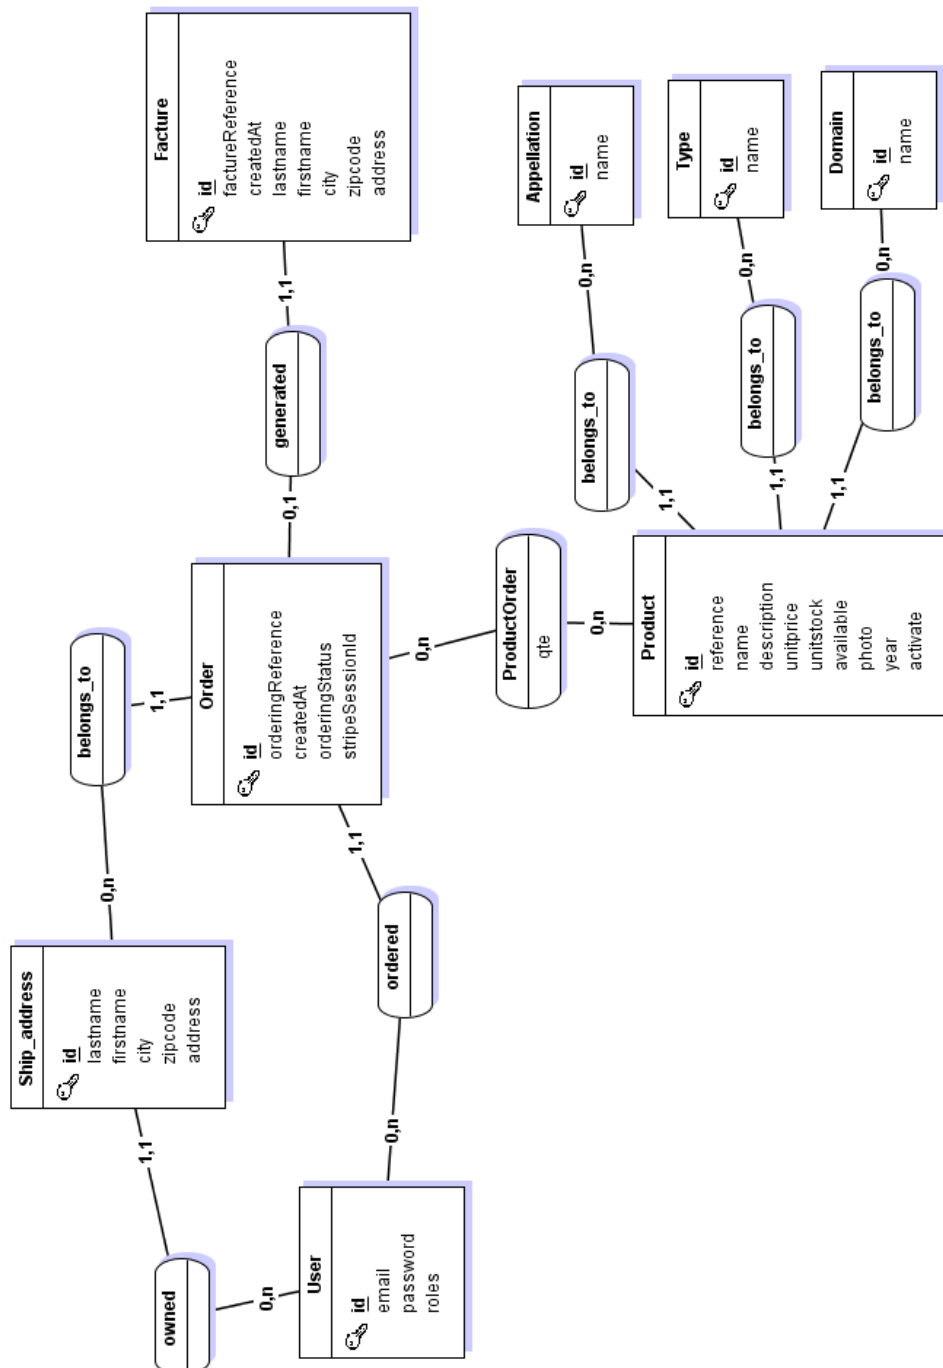 Facture
id
factureReference
createdAt
lastname
firstname
city
zipcode
address
1,1
generated
0,1
Appellation
id
name
0,n
belongs_to
1,1
Type
id
name
0,n
belongs_to
1,1
Domain
id
name
0,n
belongs_to
1,1
belongs_to
1,1
0,n
Order
id
orderingReference
createdAt
orderingStatus
stripeSessionId
0,n
ProductOrder
qte
0,n
Product
id
reference
name
description
unitprice
unitstock
available
photo
year
activate
1,1
ordered
0,n
Ship_address
id
lastname
firstname
city
zipcode
address
1,1
owned
0,n
User
id
email
password
roles